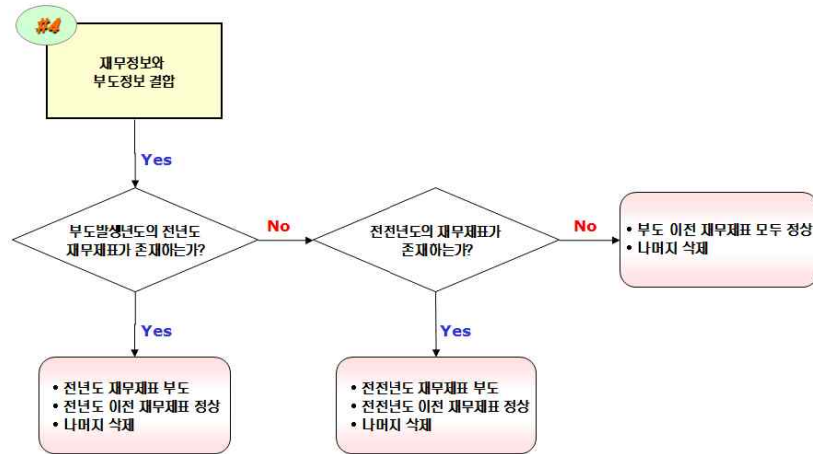 #4
재무정보와
부도정보 결합
Yes
부도발생년도의 전년도
재무제표가 존재하는가?
No
전전년도의 재무제표가
존재하는가?
No
• 부도 이전 재무제표 모두 정상
• 나머지 삭제
Yes
Yes
• 전년도 재무제표 부도
• 전년도 이전 재무제표 정상
• 나머지 삭제
• 전전년도 재무제표 부도
• 전전년도 이전 재무제표 정상
• 나머지 삭제